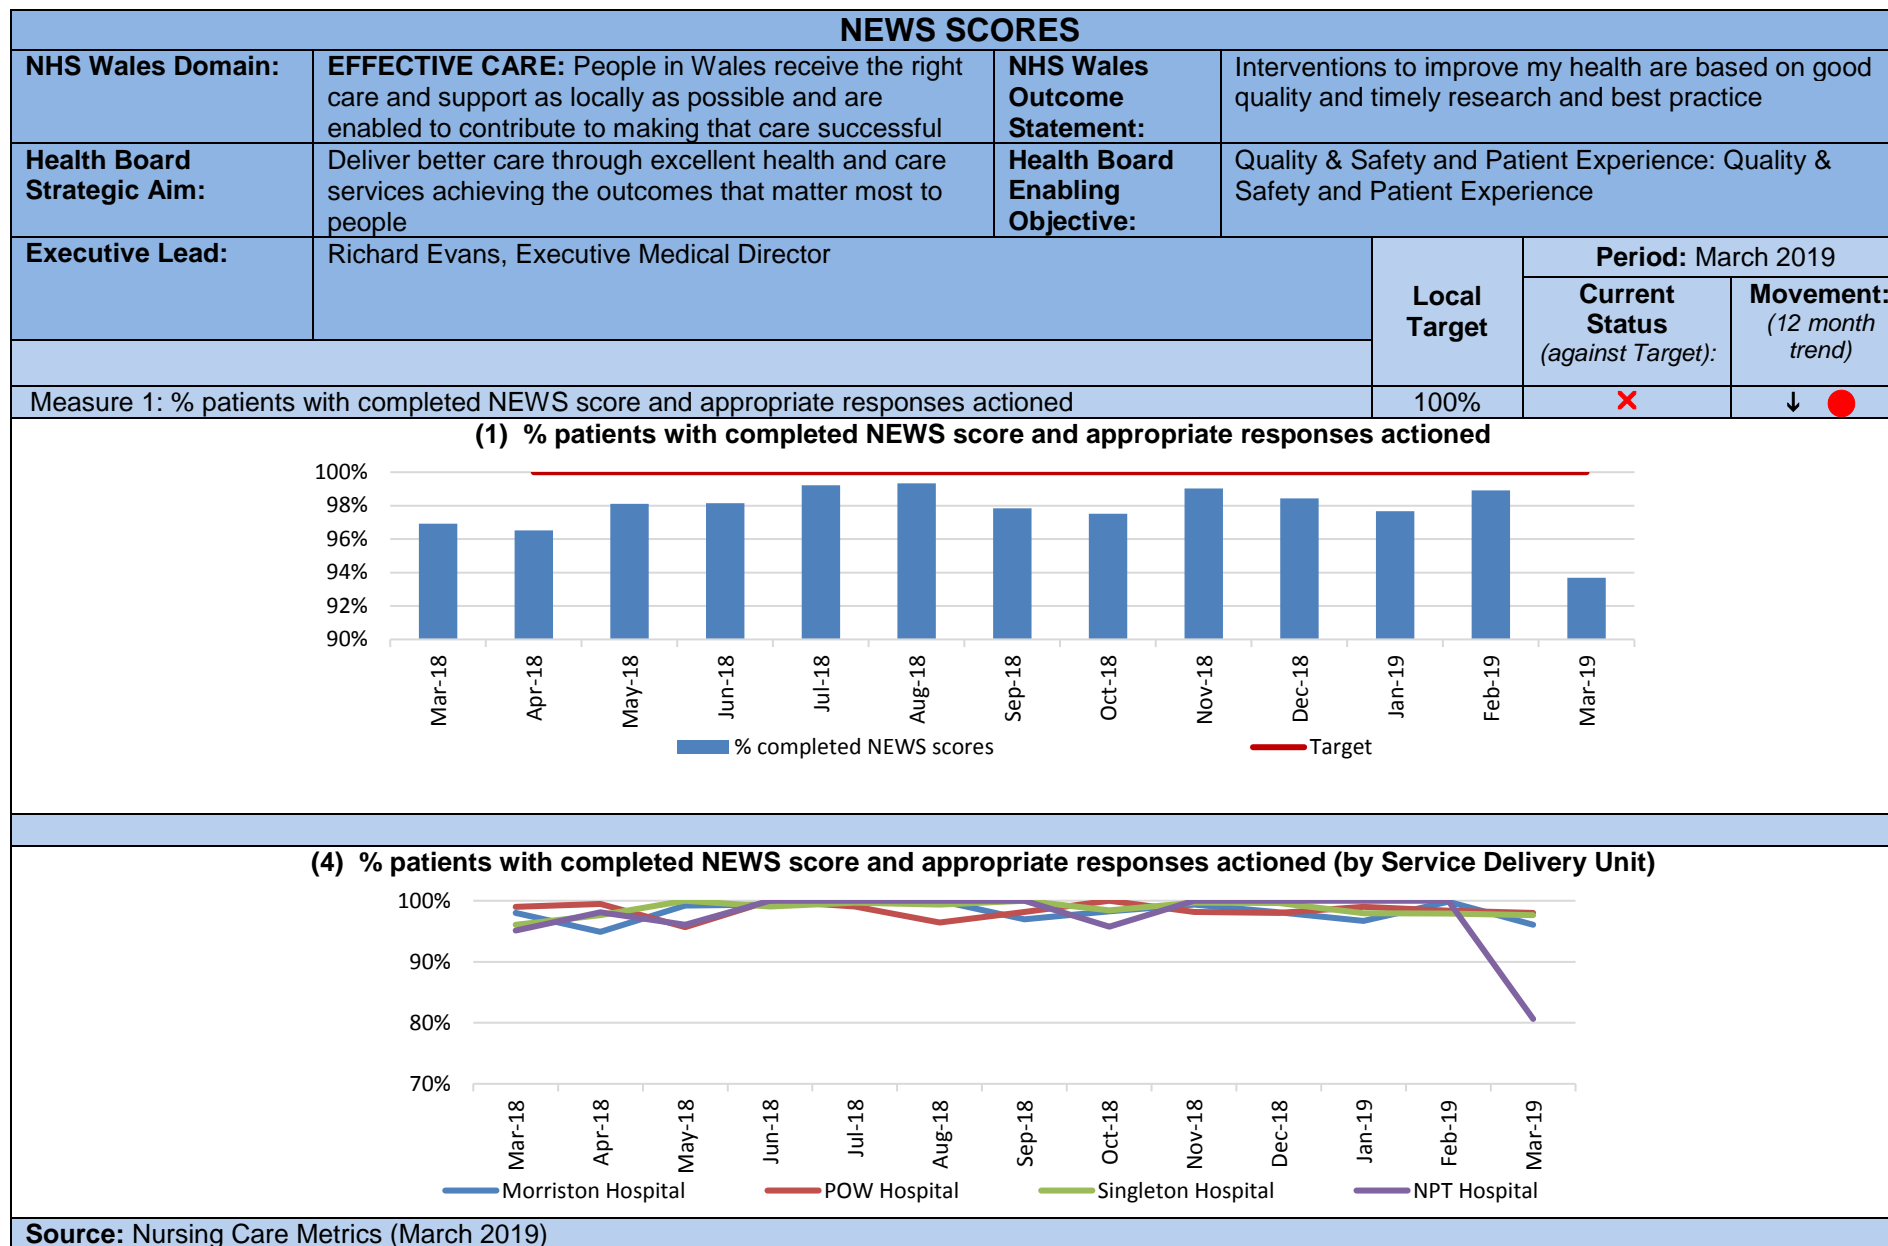 NEWS SCORES
NHS Wales Domain:
EFFECTIVE CARE: People in Wales receive the right
care and support as locally as possible and are
enabled to contribute to making that care successful
NHS Wales
Outcome
Statement:
Interventions to improve my health are based on good
quality and timely research and best practice
Health Board
Strategic Aim:
Deliver better care through excellent health and care
services achieving the outcomes that matter most to
people
Health Board
Enabling
Objective:
Quality & Safety and Patient Experience: Quality &
Safety and Patient Experience
Executive Lead:
Richard Evans, Executive Medical Director
Local
Target
Period: March 2019
Current
Status
(against Target):
Movement:
(12 month
trend)
Measure 1: % patients with completed NEWS score and appropriate responses actioned
100%
(1) % patients with completed NEWS score and appropriate responses actioned
100%
98%
96%
94%
92%
90%
Mar-18
Apr-18
May-18
Jun-18
Jul-18
Aug-18
Sep-18
Oct-18
Nov-18
Dec-18
Jan-19
Feb-19
Mar-19
% completed NEWS scores
Target
(4) % patients with completed NEWS score and appropriate responses actioned (by Service Delivery Unit)
100%
90%
80%
70%
Mar-18
Apr-18
May-18
Jun-18
Jul-18
Aug-18
Sep-18
Oct-18
Nov-18
Dec-18
Jan-19
Feb-19
Mar-19
Morriston Hospital
POW Hospital
Singleton Hospital
NPT Hospital
Source: Nursing Care Metrics (March 2019)